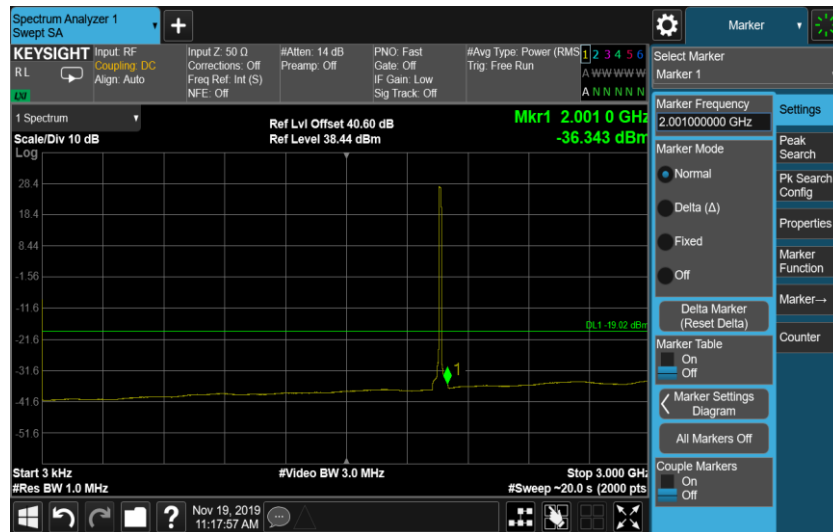 Spectrum Analyzer 1
Swept SA
+
Marker
KEYSIGHT
RL
LXI
Input: RF
Coupling: DC
Align: Auto
Input Z: 50 Ω
Corrections: Off
Freq Ref: Int (S)
NFE: Off
#Atten: 14 dB
Preamp: Off
PNO: Fast
Gate: Off
IF Gain: Low
Sig Track: Off
#Avg Type: Power (RMS
Trig: Free Run
1 2 3 4 5 6
A W W W W W
A N N N N N
Select Marker
Marker 1
1 Spectrum
Scale/Div 10 dB
Log
Ref Lvl Offset 40.60 dB
Ref Level 38.44 dBm
Mkr1 2.001 0 GHz
-36.343 dBm
28.4
18.4
8.44
-1.56
-11.6
-21.6
-31.6
-41.6
-51.6
DL1 -19.02 dBm
1
Start 3 kHz
#Res BW 1.0 MHz
#Video BW 3.0 MHz
Stop 3.000 GHz
#Sweep ~20.0 s (2000 pts
Marker Frequency
2.001000000 GHz
Marker Mode
Normal
Delta (Δ)
Fixed
Off
Delta Marker
(Reset Delta)
Marker Table
On
Off
Marker Settings
Diagram
All Markers Off
Couple Markers
On
Off
Settings
Peak
Search
Pk Search
Config
Properties
Marker
Function
Marker→
Counter
?
Nov 19, 2019
11:17:57 AM